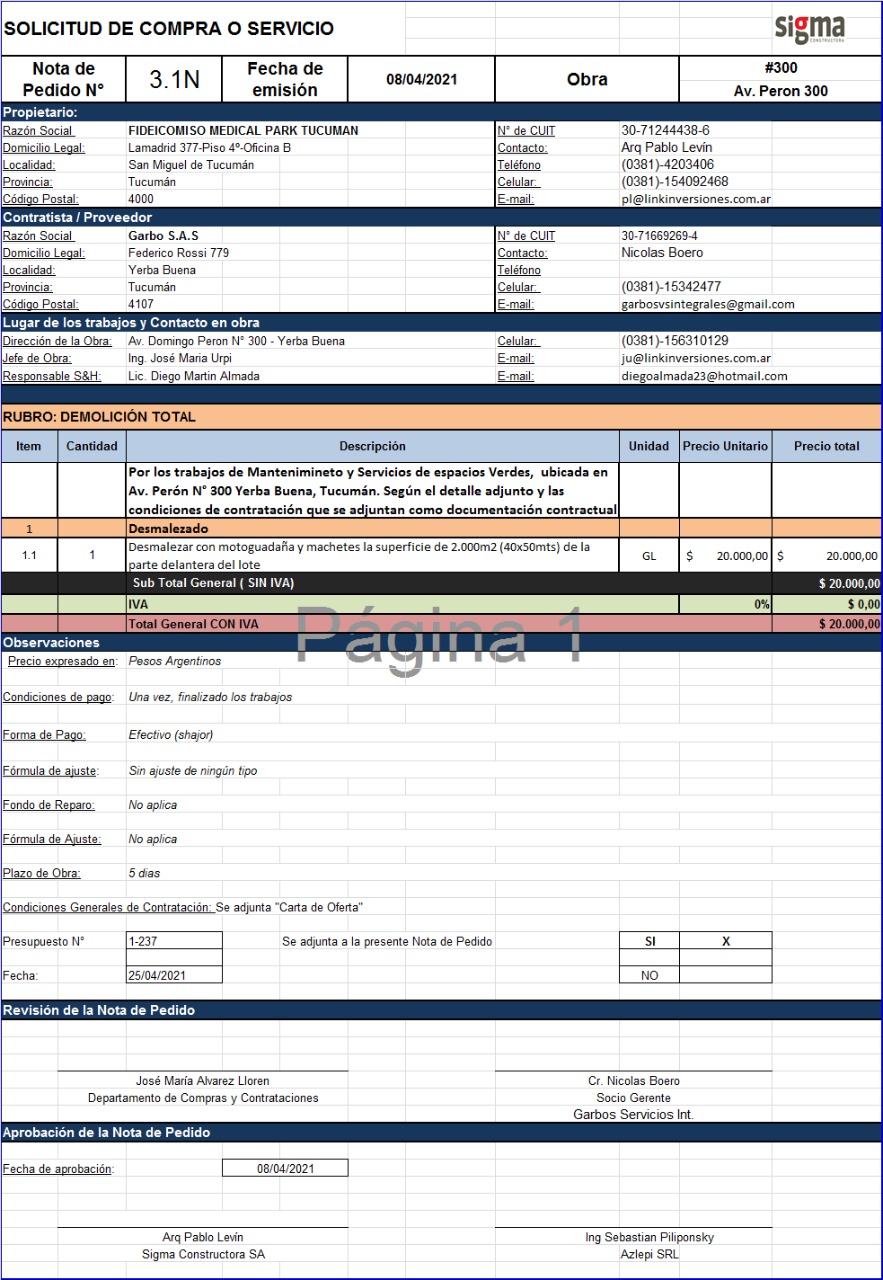 SOLICITUD DE COMPRA O SERVICIO
sigma
CONSTRUCTORA
Nota de Pedido N° 3.1N Fecha de emisión 08/04/2021 Obra #300
Av. Peron 300
Propietario:
Razón Social FIDEICOMISO MEDICAL PARK TUCUMAN N° de CUIT 30-71244438-6
Domicilio Legal: Lamadrid 377-Piso 4º-Oficina B Contacto: Arq Pablo Levín
Localidad: San Miguel de Tucumán Teléfono (0381)-4203406
Provincia: Tucumán Celular: (0381)-154092468
Código Postal: 4000 E-mail: pl@linkinversiones.com.ar
Contratista / Proveedor
Razón Social Garbo S.A.S N° de CUIT 30-71669269-4
Domicilio Legal: Federico Rossi 779 Contacto: Nicolas Boero
Localidad: Yerba Buena Teléfono
Provincia: Tucumán Celular: (0381)-15342477
Código Postal: 4107 E-mail: garbosvsintegrales@gmail.com
Lugar de los trabajos y Contacto en obra
Dirección de la Obra: Av. Domingo Peron N° 300 - Yerba Buena Celular: (0381)-156310129
Jefe de Obra: Ing. José Maria Urpi E-mail: ju@linkinversiones.com.ar
Responsable S&H: Lic. Diego Martin Almada E-mail: diegoalmada23@hotmail.com
RUBRO: DEMOLICIÓN TOTAL
Item Cantidad Descripción Unidad Precio Unitario Precio total
Por los trabajos de Mantenimineto y Servicios de espacios Verdes, ubicada en
Av. Perón N° 300 Yerba Buena, Tucumán. Según el detalle adjunto y las
condiciones de contratación que se adjuntan como documentación contractual
1 Desmalezado
1.1 1 Desmalezar con motoguadaña y machetes la superficie de 2.000m2 (40x50mts) de la
parte delantera del lote GL $ 20.000,00 $ 20.000,00
Sub Total General ( SIN IVA) $ 20.000,00
IVA 0% $ 0,00
Total General CON IVA $ 20.000,00
Página 1
Observaciones
Precio expresado en: Pesos Argentinos
Condiciones de pago: Una vez, finalizado los trabajos
Forma de Pago: Efectivo (shajor)
Fórmula de ajuste: Sin ajuste de ningún tipo
Fondo de Reparo: No aplica
Fórmula de Ajuste: No aplica
Plazo de Obra: 5 dias
Condiciones Generales de Contratación: Se adjunta "Carta de Oferta"
Presupuesto N° 1-237 Se adjunta a la presente Nota de Pedido SI X
Fecha: 25/04/2021 NO
Revisión de la Nota de Pedido
José María Alvarez Lloren Cr. Nicolas Boero
Departamento de Compras y Contrataciones Socio Gerente
Garbos Servicios Int.
Aprobación de la Nota de Pedido
Fecha de aprobación: 08/04/2021
Arq Pablo Levín Ing Sebastian Piliponsky
Sigma Constructora SA Azlepi SRL